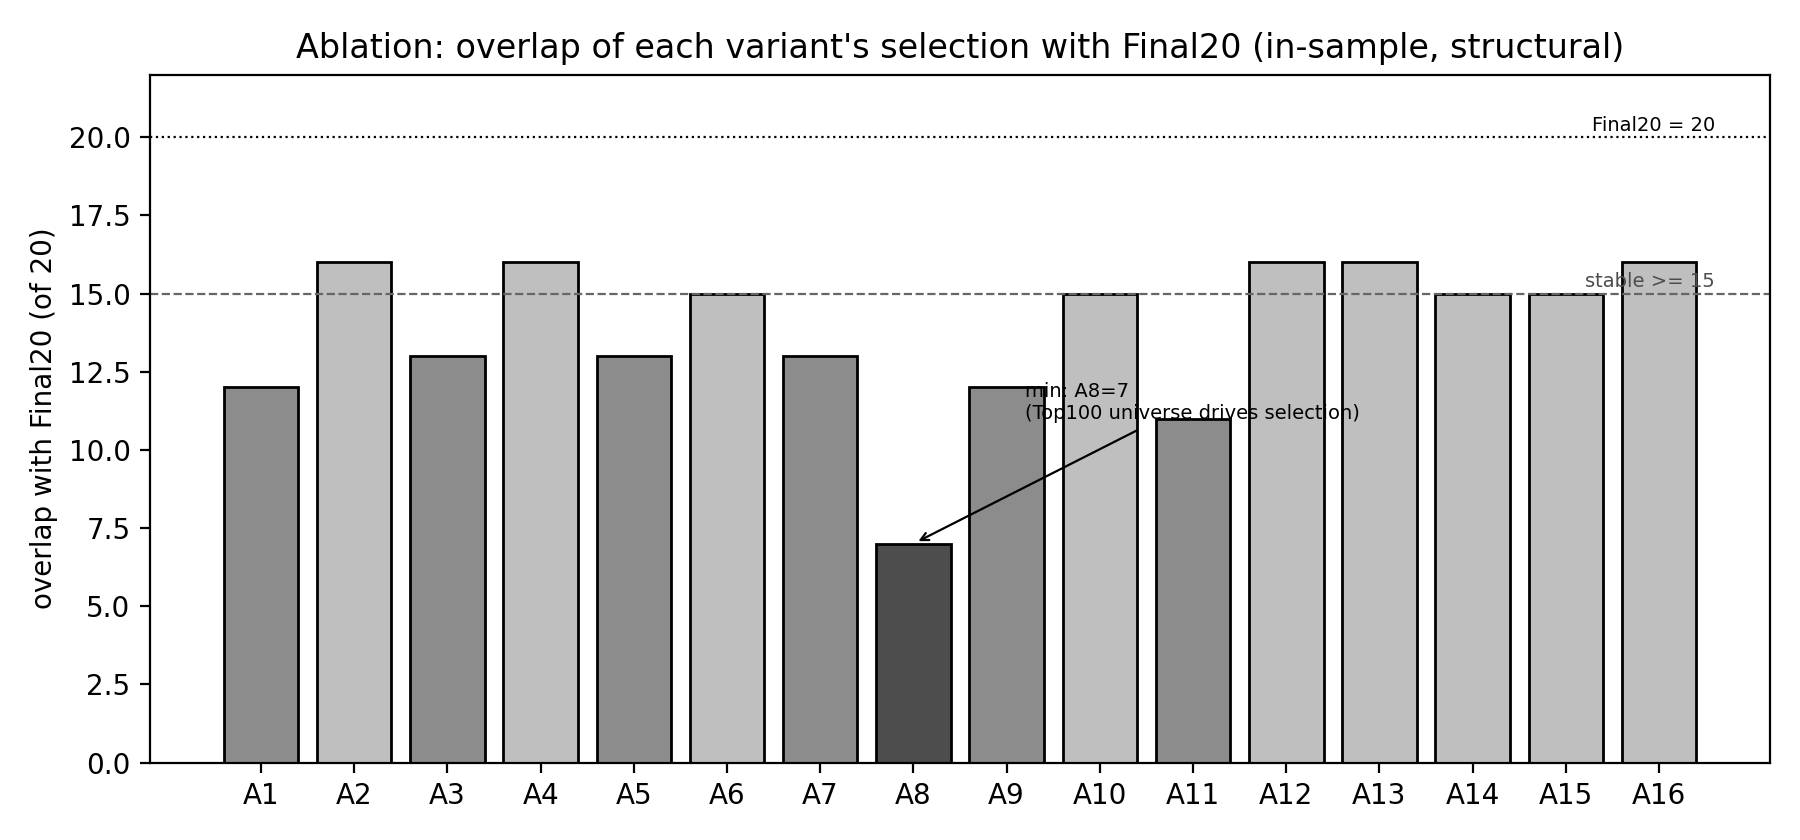 Ablation: overlap of each variant's selection with Final20 (in-sample, structural)
overlap with Final20 (of 20)
20.0
17.5
15.0
12.5
10.0
7.5
5.0
2.5
0.0
Final20 = 20
stable >= 15
min: A8=7
(Top100 universe drives selection)
A1 A2 A3 A4 A5 A6 A7 A8 A9 A10 A11 A12 A13 A14 A15 A16